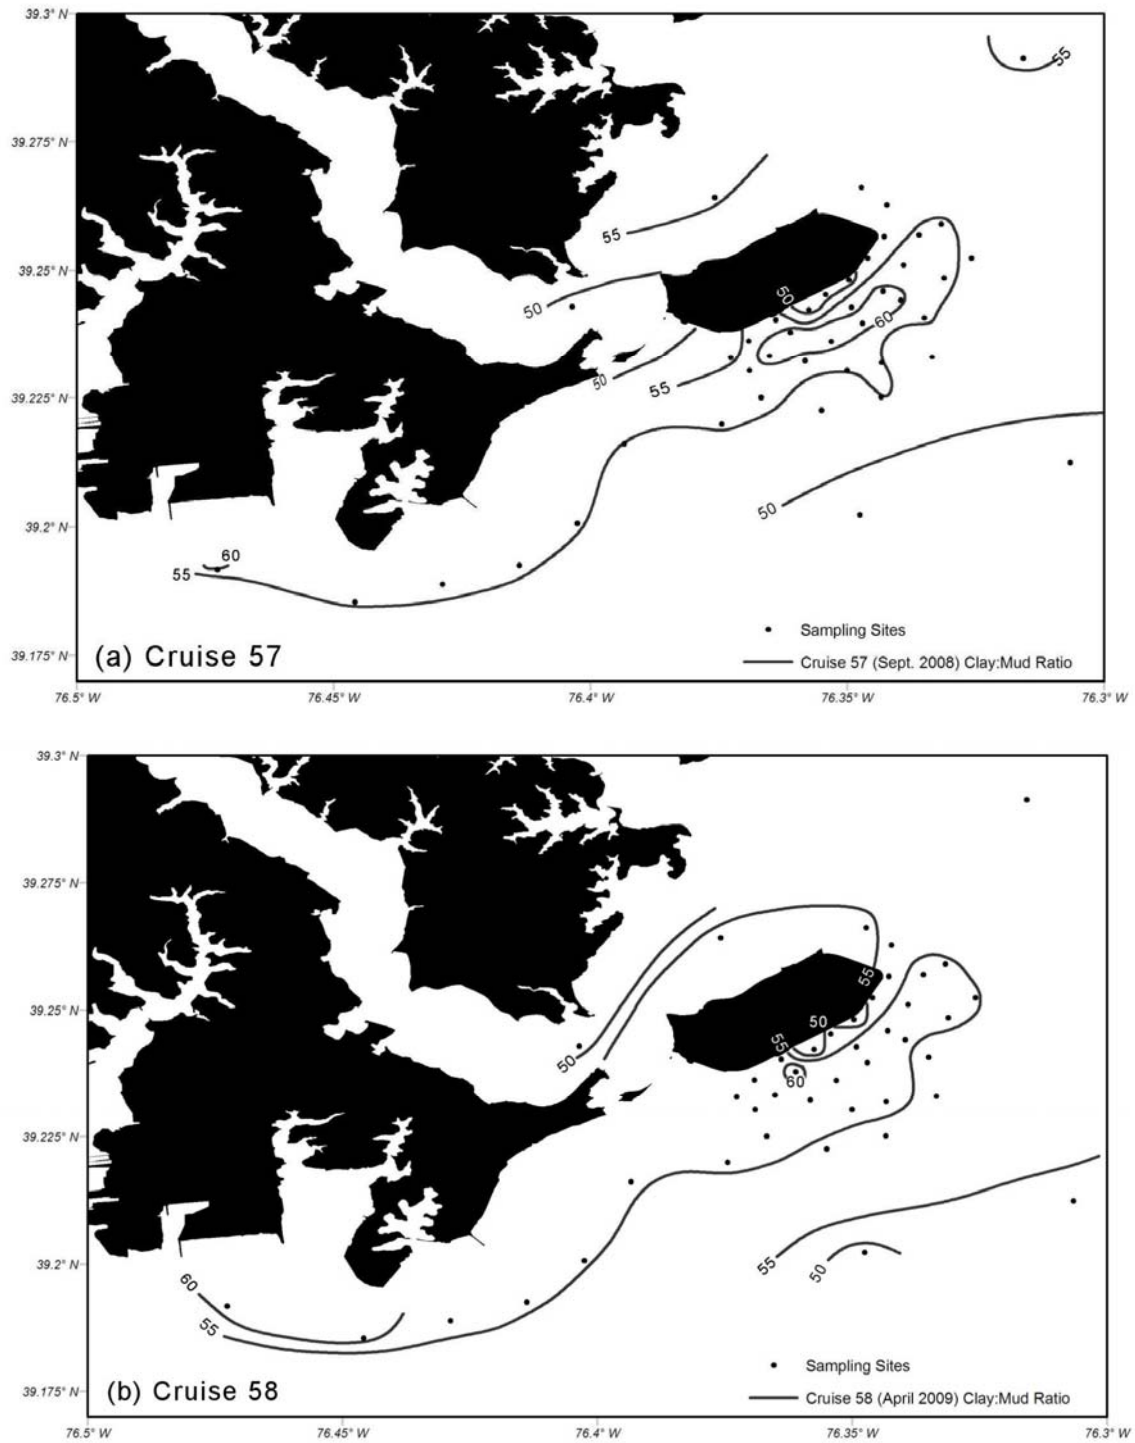 39.3° N
55
39.275° N
55
39.25° N
50
50
60
50
55
39.225° N
50
39.2° N
60
55
Sampling Sites
39.175° N
(a) Cruise 57
Cruise 57 (Sept. 2008) Clay:Mud Ratio
76.5° W
76.45° W
76.4° W
76.35° W
76.3° W
39.3° N
39.275° N
55
39.25° N
50
55
50
60
39.225° N
39.2° N
55
50
60
55
Sampling Sites
39.175° N
(b) Cruise 58
Cruise 58 (April 2009) Clay:Mud Ratio
76.5° W
76.45° W
76.4° W
76.35° W
76.3° W